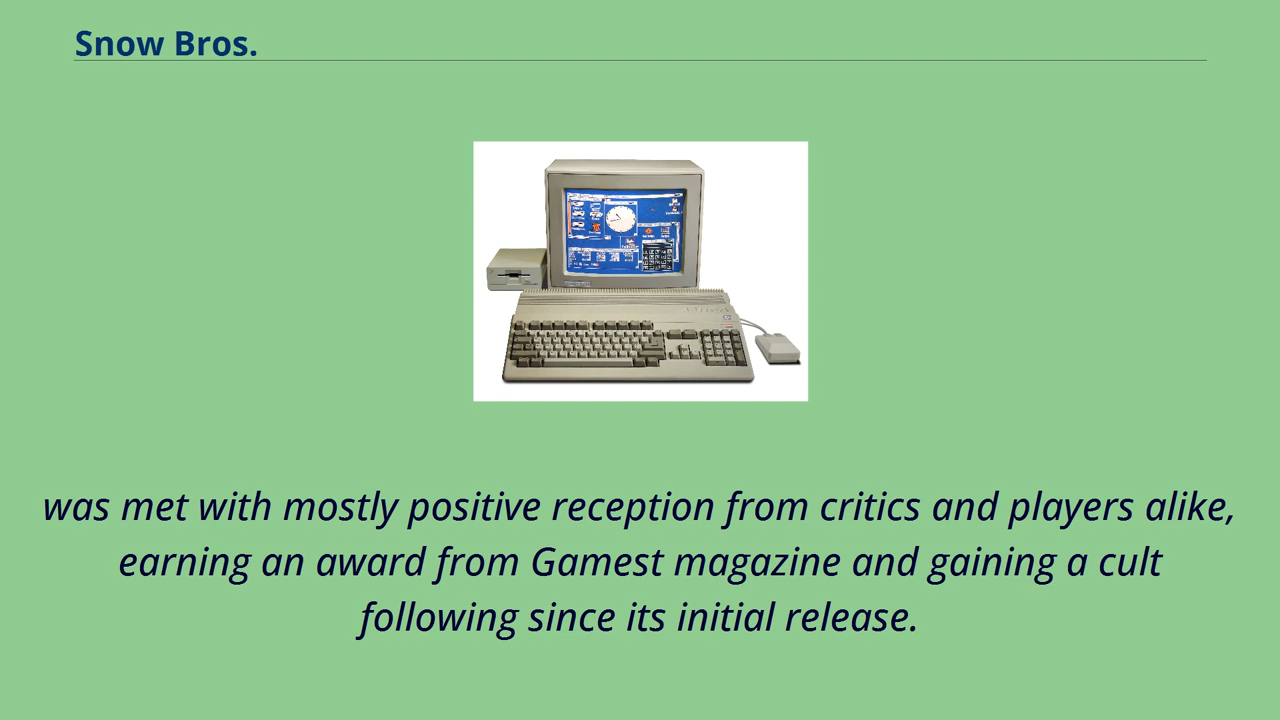 Snow Bros.
was met with mostly positive reception from critics and players alike,
earning an award from Gamest magazine and gaining a cult
following since its initial release.